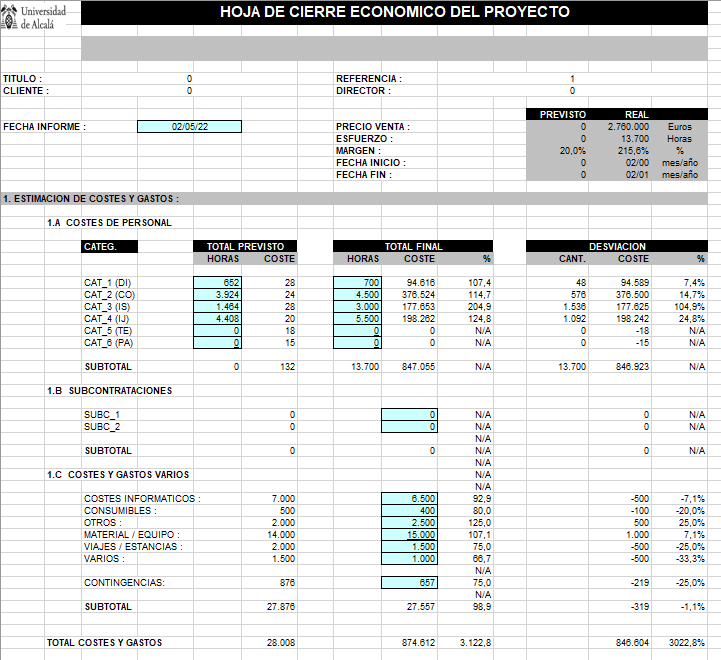 Universidad de Alcalá
HOJA DE CIERRE ECONOMICO DEL PROYECTO
TITULO : 0 REFERENCIA : 1
CLIENTE : 0 DIRECTOR : 0
PREVISTO REAL
FECHA INFORME : 02/05/22 PRECIO VENTA : 0 2.760.000 Euros
ESFUERZO : 0 13.700 Horas
MARGEN : 20,0% 215,6% %
FECHA INICIO : 0 02/00 mes/año
FECHA FIN : 0 02/01 mes/año
1. ESTIMACION DE COSTES Y GASTOS :
1.A COSTES DE PERSONAL
CATEG. TOTAL PREVISTO TOTAL FINAL DESVIACION
HORAS COSTE HORAS COSTE % CANT. COSTE %
CAT_1 (DI) 652 28 700 94.616 107,4 48 94.589 7,4%
CAT_2 (CO) 3.924 24 4.500 376.524 114,7 576 376.500 14,7%
CAT_3 (IS) 1.464 28 3.000 177.653 204,9 1.536 177.625 104,9%
CAT_4 (IJ) 4.408 20 5.500 198.262 124,8 1.092 198.242 24,8%
CAT_5 (TE) 0 18 0 0 N/A 0 -18 N/A
CAT_6 (PA) 0 15 0 0 N/A 0 -15 N/A
SUBTOTAL 0 132 13.700 847.055 N/A 13.700 846.923 N/A
1.B SUBCONTRATACIONES
SUBC_1 0 0 N/A 0 N/A
SUBC_2 0 0 N/A 0 N/A
N/A
SUBTOTAL 0 0 0 N/A 0 N/A
N/A
1.C COSTES Y GASTOS VARIOS N/A
N/A
COSTES INFORMATICOS : 7.000 6.500 92,9 -500 -7,1%
CONSUMIBLES : 500 400 80,0 -100 -20,0%
OTROS : 2.000 2.500 125,0 500 25,0%
MATERIAL / EQUIPO : 14.000 15.000 107,1 1.000 7,1%
VIAJES / ESTANCIAS : 2.000 1.500 75,0 -500 -25,0%
VARIOS : 1.500 1.000 66,7 -500 -33,3%
N/A
CONTINGENCIAS: 876 657 75,0 -219 -25,0%
N/A
SUBTOTAL 27.876 27.557 98,9 -319 -1,1%
TOTAL COSTES Y GASTOS 28.008 874.612 3.122,8 846.604 3022,8%